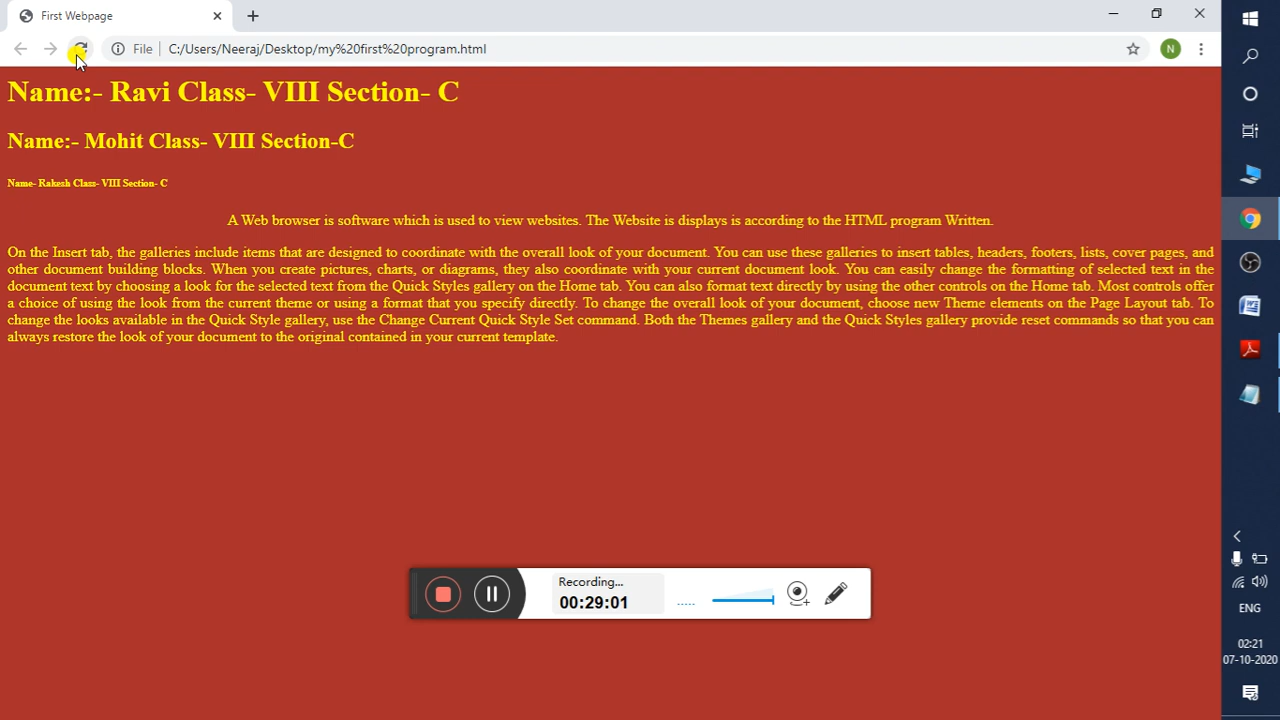 First Webpage
File C:/Users/Neeraj/Desktop/my%20first%20program.html
N
Name:- Ravi Class- VIII Section- C
Name:- Mohit Class- VIII Section-C
Name- Rakesh Class- VIII Section- C
A Web browser is software which is used to view websites. The Website is displays is according to the HTML program Written.
On the Insert tab, the galleries include items that are designed to coordinate with the overall look of your document. You can use these galleries to insert tables, headers, footers, lists, cover pages, and
other document building blocks. When you create pictures, charts, or diagrams, they also coordinate with your current document look. You can easily change the formatting of selected text in the
document text by choosing a look for the selected text from the Quick Styles gallery on the Home tab. You can also format text directly by using the other controls on the Home tab. Most controls offer
a choice of using the look from the current theme or using a format that you specify directly. To change the overall look of your document, choose new Theme elements on the Page Layout tab. To
change the looks available in the Quick Style gallery, use the Change Current Quick Style Set command. Both the Themes gallery and the Quick Styles gallery provide reset commands so that you can
always restore the look of your document to the original contained in your current template.
Recording...
00:29:01
ENG
02:21
07-10-2020